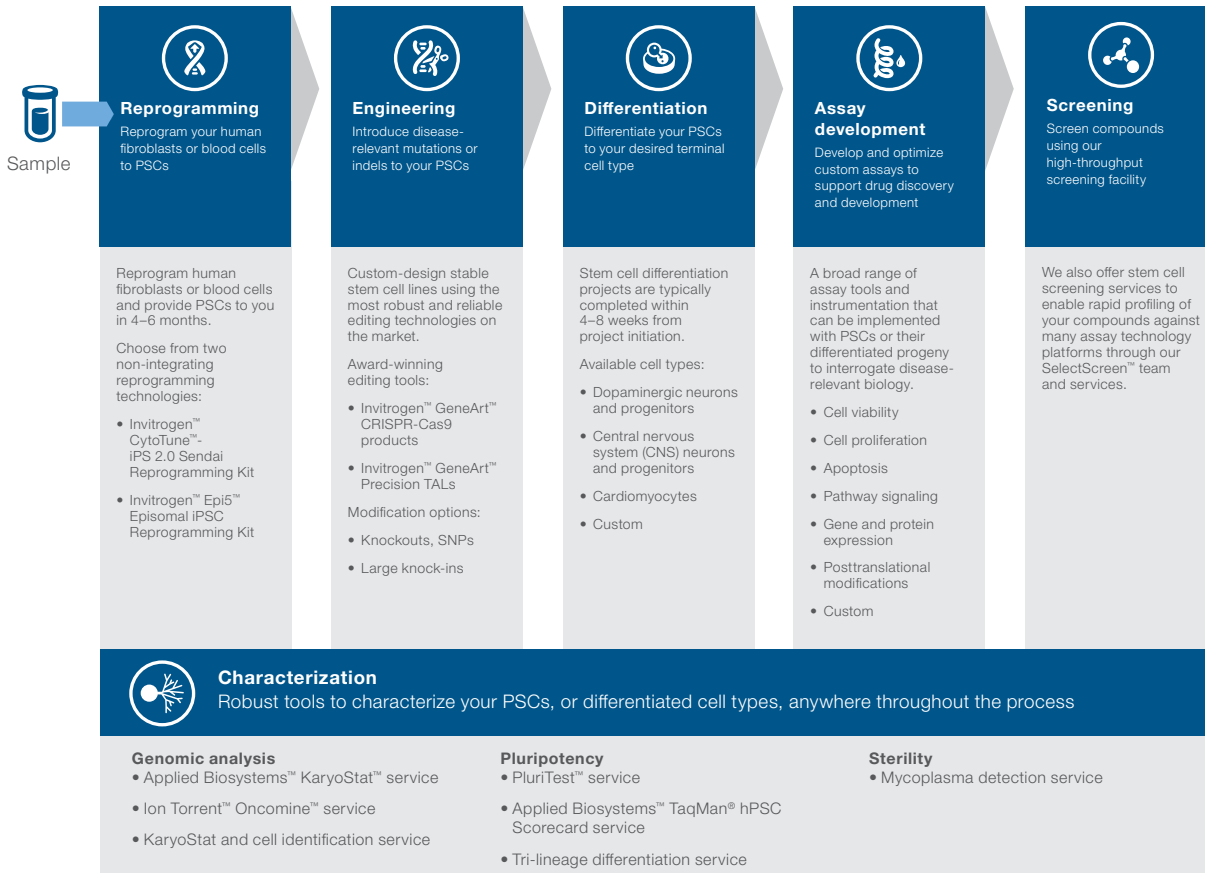 Sample
Reprogramming
Reprogram your human
fibroblasts or blood cells
to PSCs
Engineering
Introduce disease-
relevant mutations or
indels to your PSCs
Differentiation
Differentiate your PSCs
to your desired terminal
cell type
Assay
development
Develop and optimize
custom assays to
support drug discovery
and development
Screening
Screen compounds
using our
high-throughput
screening facility
Reprogram human
fibroblasts or blood cells
and provide PSCs to you
in 4–6 months.
Choose from two
non-integrating
reprogramming
technologies:
• Invitrogen™
CytoTune™-
iPS 2.0 Sendai
Reprogramming Kit
• Invitrogen™ Epi5™
Episomal iPSC
Reprogramming Kit
Custom-design stable
stem cell lines using the
most robust and reliable
editing technologies on
the market.
Award-winning
editing tools:
• Invitrogen™ GeneArt™
CRISPR-Cas9
products
• Invitrogen™ GeneArt™
Precision TALs
Modification options:
• Knockouts, SNPs
• Large knock-ins
Stem cell differentiation
projects are typically
completed within
4–8 weeks from
project initiation.
Available cell types:
• Dopaminergic neurons
and progenitors
• Central nervous
system (CNS) neurons
and progenitors
• Cardiomyocytes
• Custom
A broad range of
assay tools and
instrumentation that
can be implemented
with PSCs or their
differentiated progeny
to interrogate disease-
relevant biology.
• Cell viability
• Cell proliferation
• Apoptosis
• Pathway signaling
• Gene and protein
expression
• Posttranslational
modifications
• Custom
We also offer stem cell
screening services to
enable rapid profiling of
your compounds against
many assay technology
platforms through our
SelectScreen™ team
and services.
Characterization
Robust tools to characterize your PSCs, or differentiated cell types, anywhere throughout the process
Genomic analysis
• Applied Biosystems™ KaryoStat™ service
• Ion Torrent™ Oncomine™ service
• KaryoStat and cell identification service
Pluripotency
• PluriTest™ service
• Applied Biosystems™ TaqMan® hPSC
Scorecard service
• Tri-lineage differentiation service
Sterility
• Mycoplasma detection service